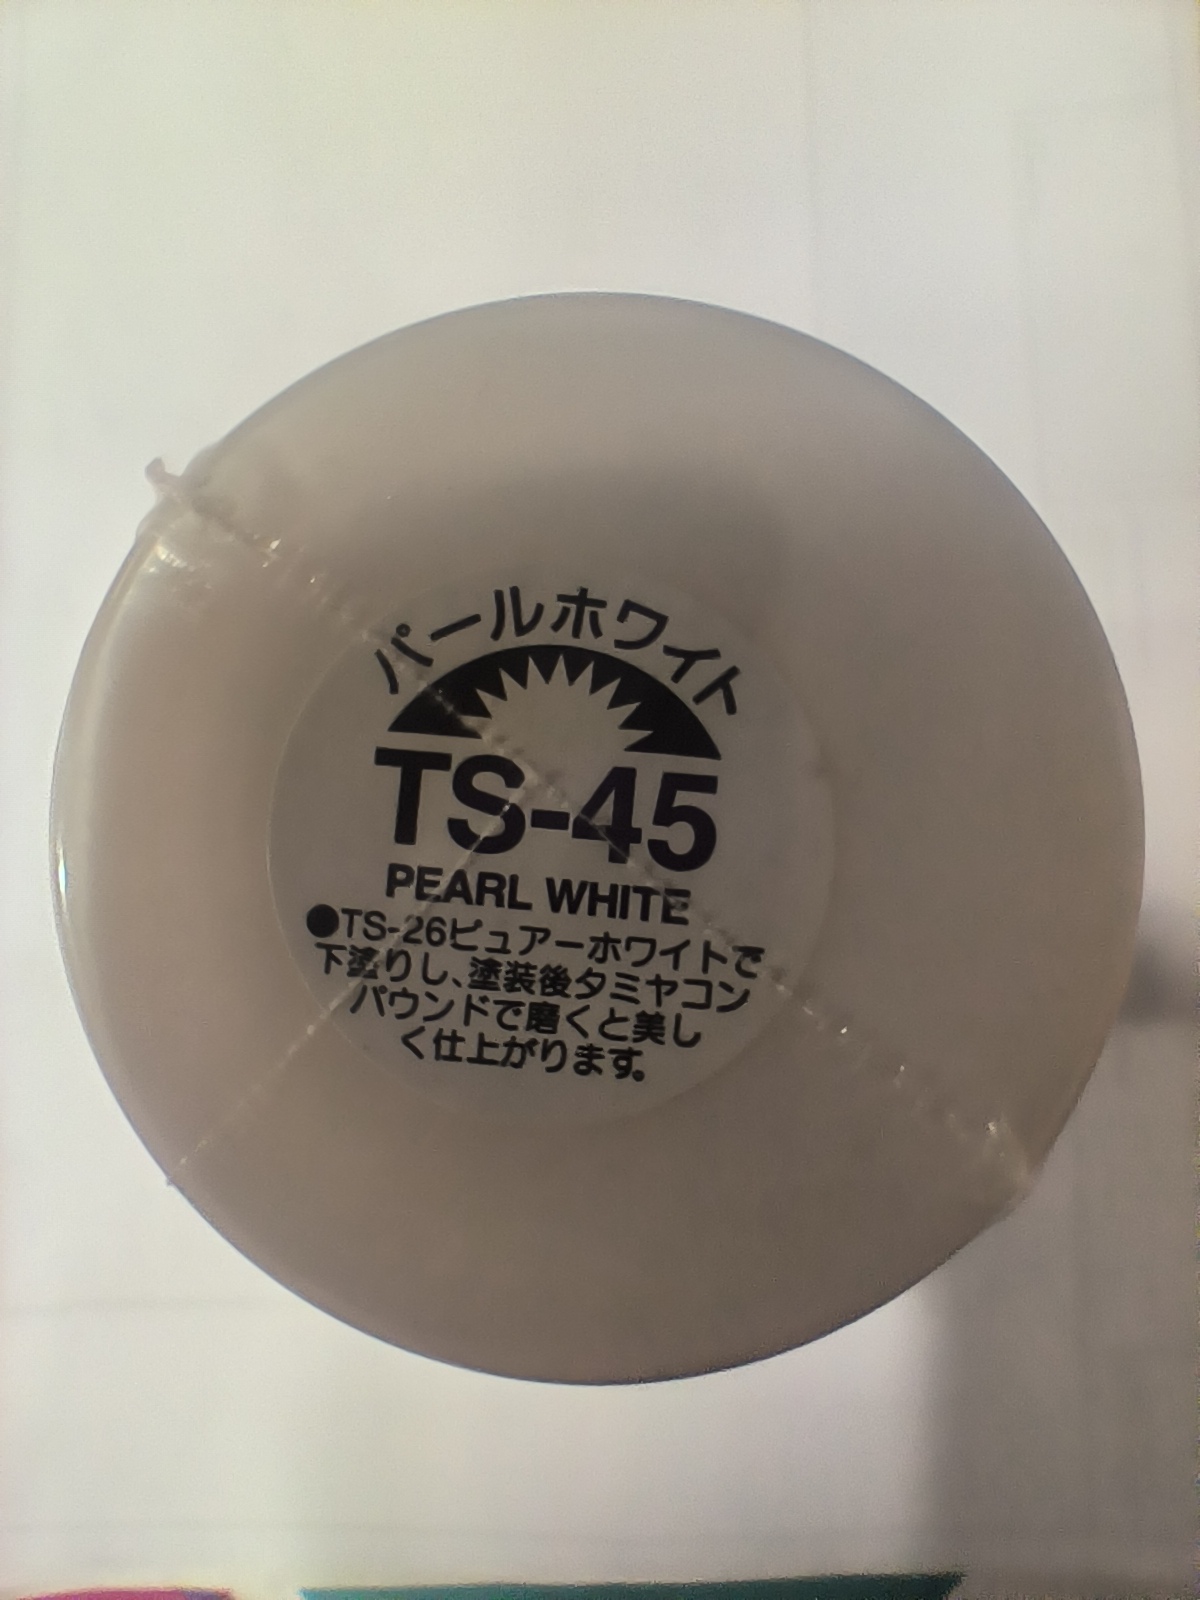 パールホワイト
TS-45
PEARL WHITE
●TS-26ピュアーホワイトで
下塗りし、塗装後タミヤコン
パウンドで磨くと美し
く仕上がります。